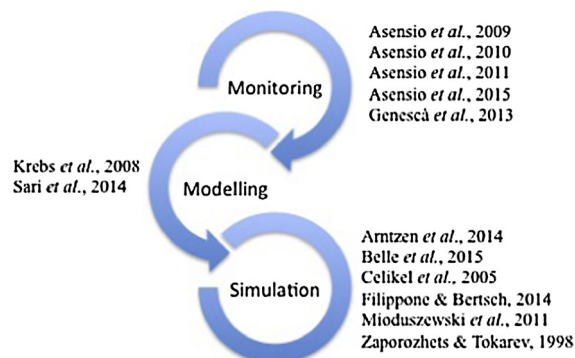 Monitoring
Asensio et al., 2009
Asensio et al., 2010
Asensio et al., 2011
Asensio et al., 2015
Genescà et al., 2013
Krebs et al., 2008
Sari et al., 2014
Modelling
Simulation
Arntzen et al., 2014
Belle et al., 2015
Celikel et al., 2005
Filippone & Bertsch, 2014
Mioduszewski et al., 2011
Zaporozhets & Tokarev, 1998